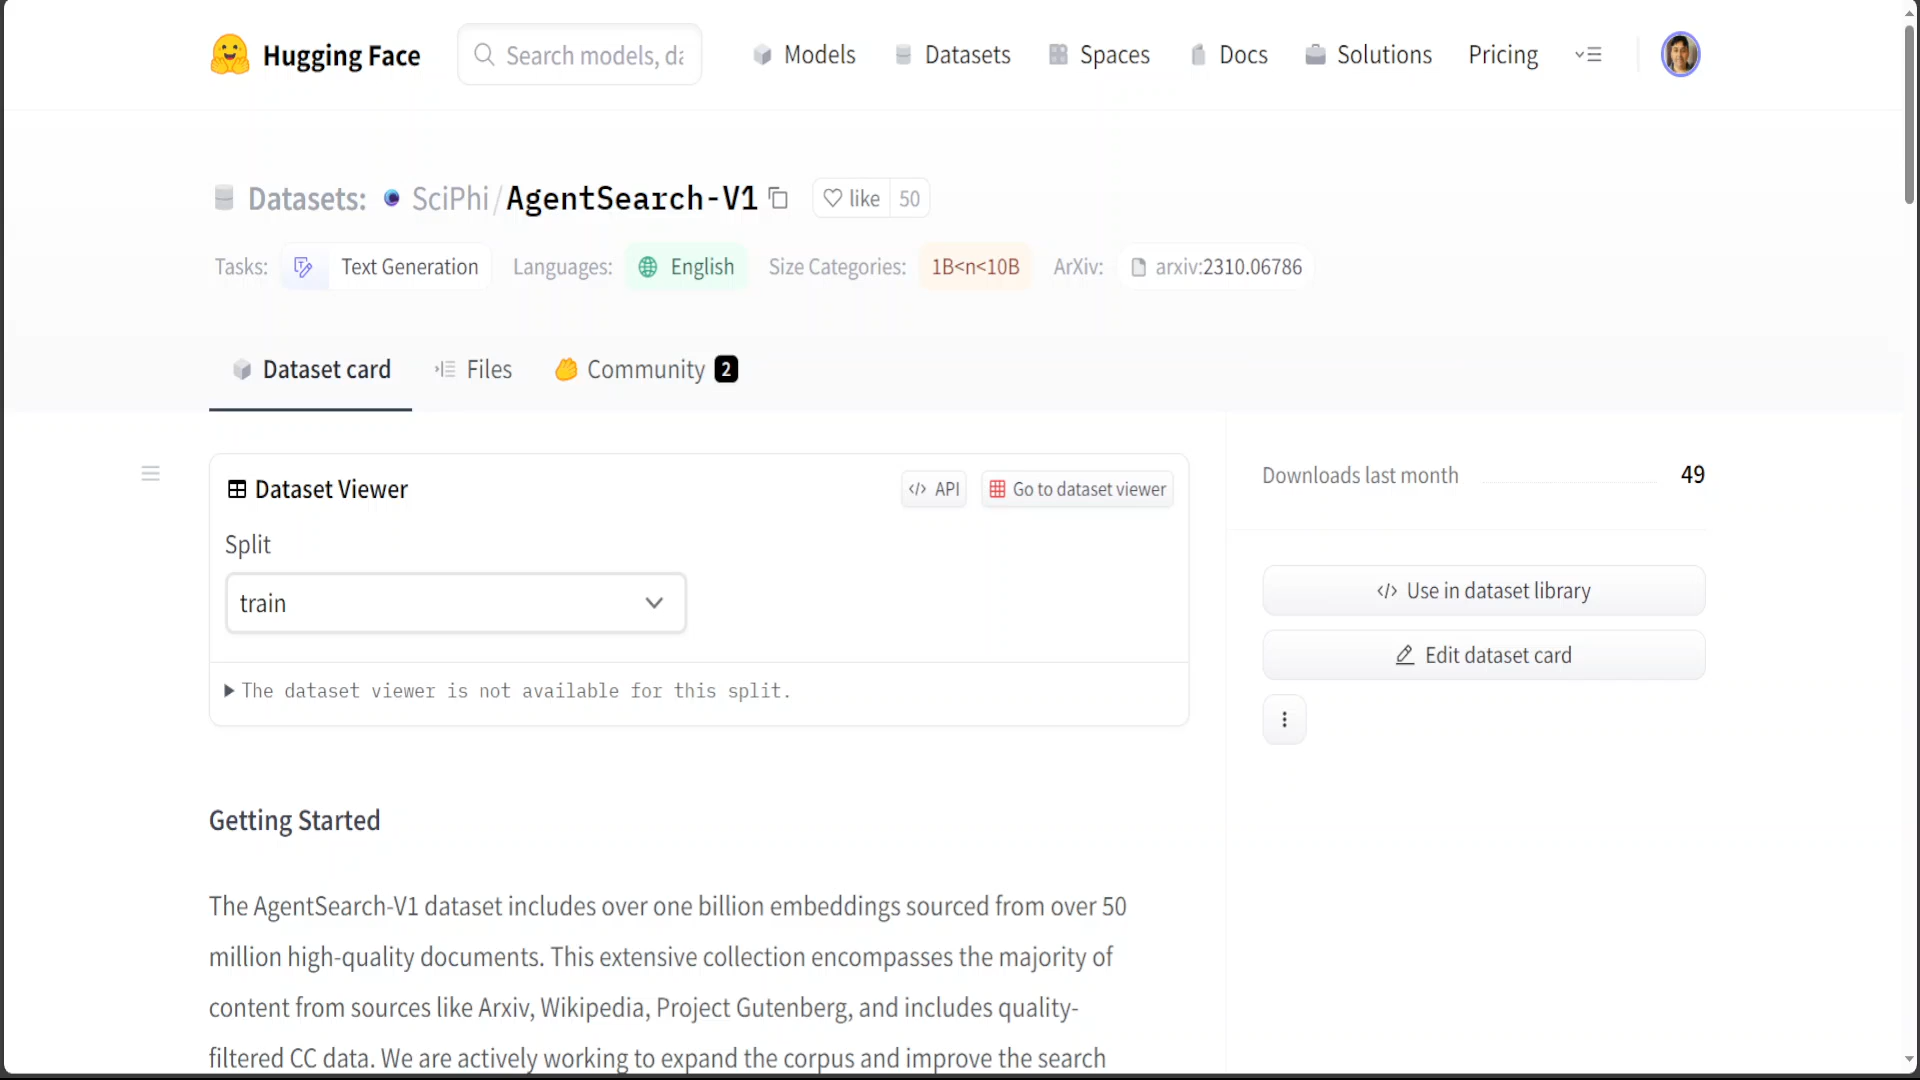 Hugging Face
Search models, da
Models
Datasets
Spaces
Docs
Solutions
Pricing
Datasets: SciPhi/AgentSearch-V1
like 50
Tasks: Text Generation Languages: English Size Categories: 1B<n<10B ArXiv: arxiv:2310.06786
Dataset card
Files
Community 2
Dataset Viewer
</> API
Go to dataset viewer
Split
train
The dataset viewer is not available for this split.
Downloads last month 49
</> Use in dataset library
Edit dataset card
Getting Started
The AgentSearch-V1 dataset includes over one billion embeddings sourced from over 50
million high-quality documents. This extensive collection encompasses the majority of
content from sources like Arxiv, Wikipedia, Project Gutenberg, and includes quality-
filtered CC data. We are actively working to expand the corpus and improve the search